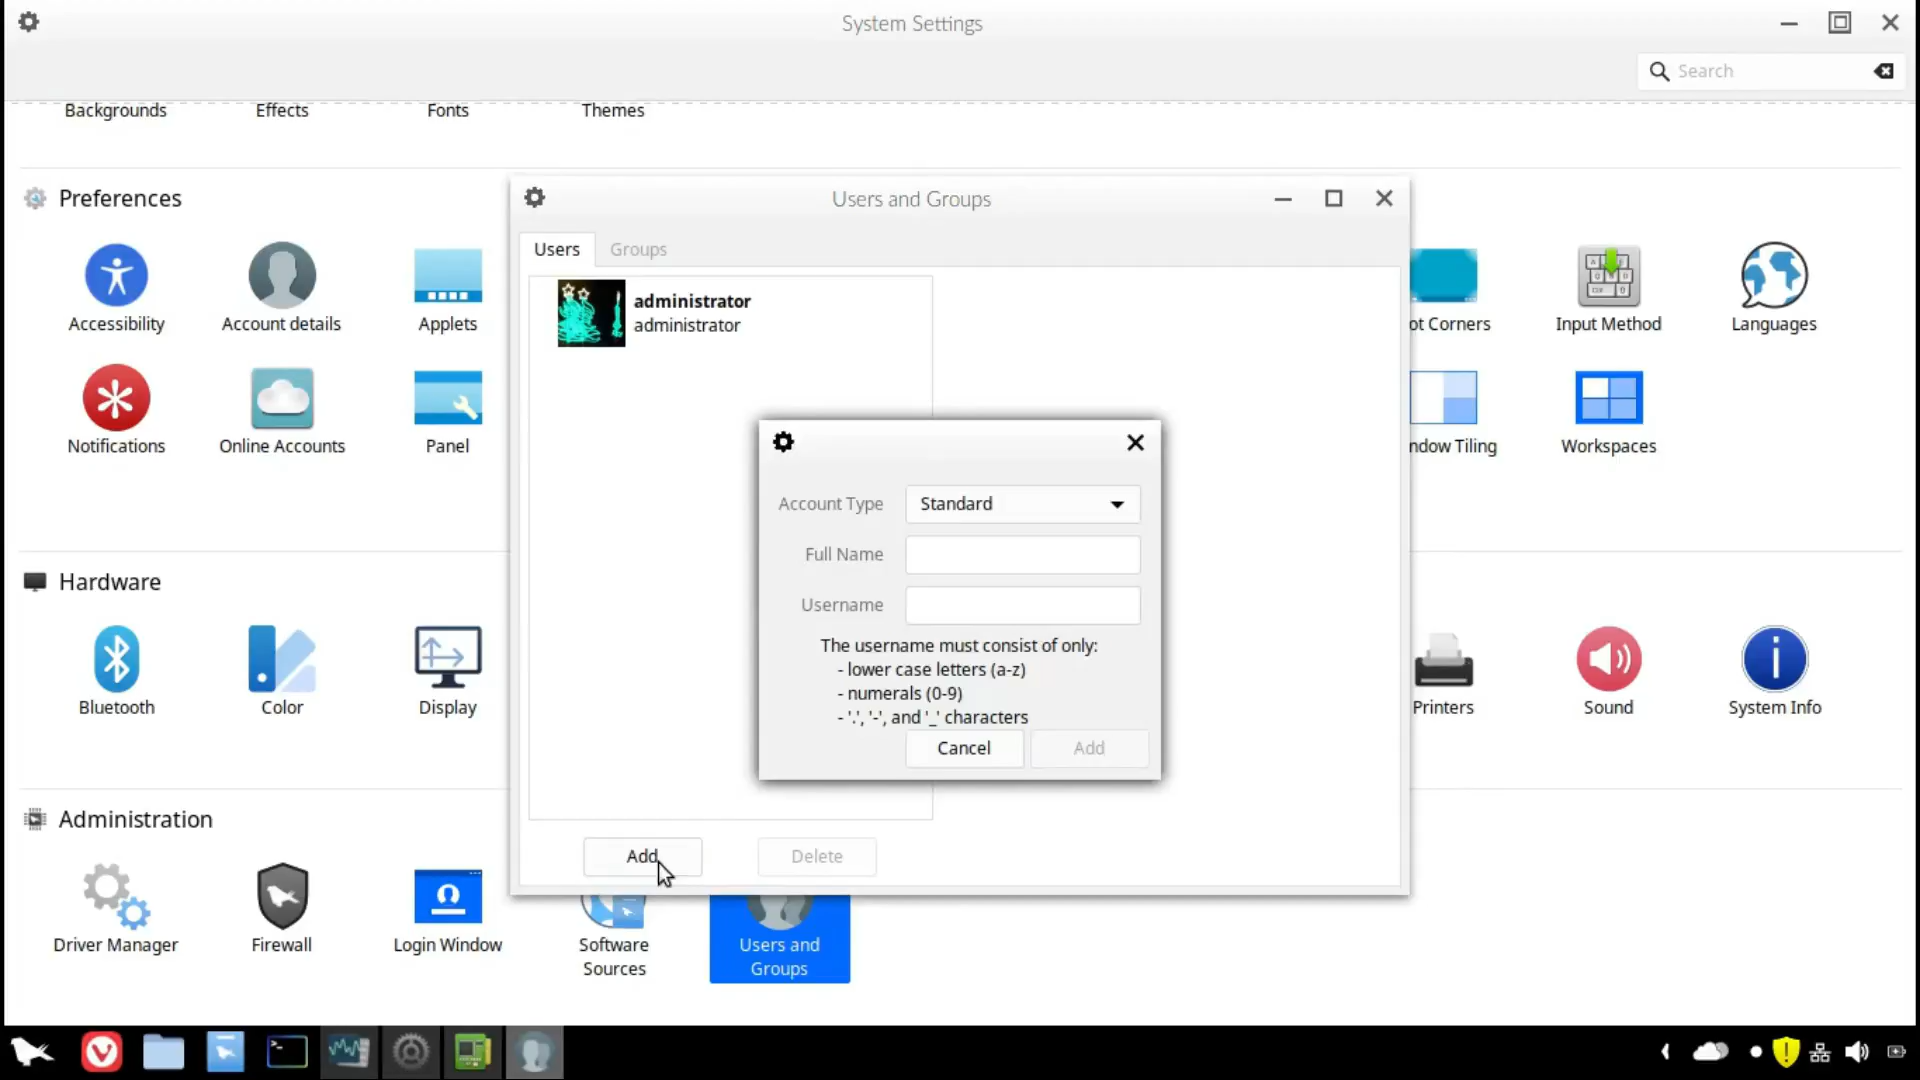 System Settings
Search
Backgrounds
Effects
Fonts
Themes
Preferences
Accessibility
Account details
Applets
ot Corners
Input Method
Languages
Notifications
Online Accounts
Panel
ndow Tiling
Workspaces
Hardware
Bluetooth
Color
Display
Printers
Sound
System Info
Administration
Driver Manager
Firewall
Login Window
Software
Sources
Users and
Groups
Users and Groups
Users
Groups
administrator
administrator
Add
Delete
Account Type
Standard
Full Name
Username
The username must consist of only:
- lower case letters (a-z)
- numerals (0-9)
- '.', '-', and '_' characters
Cancel
Add